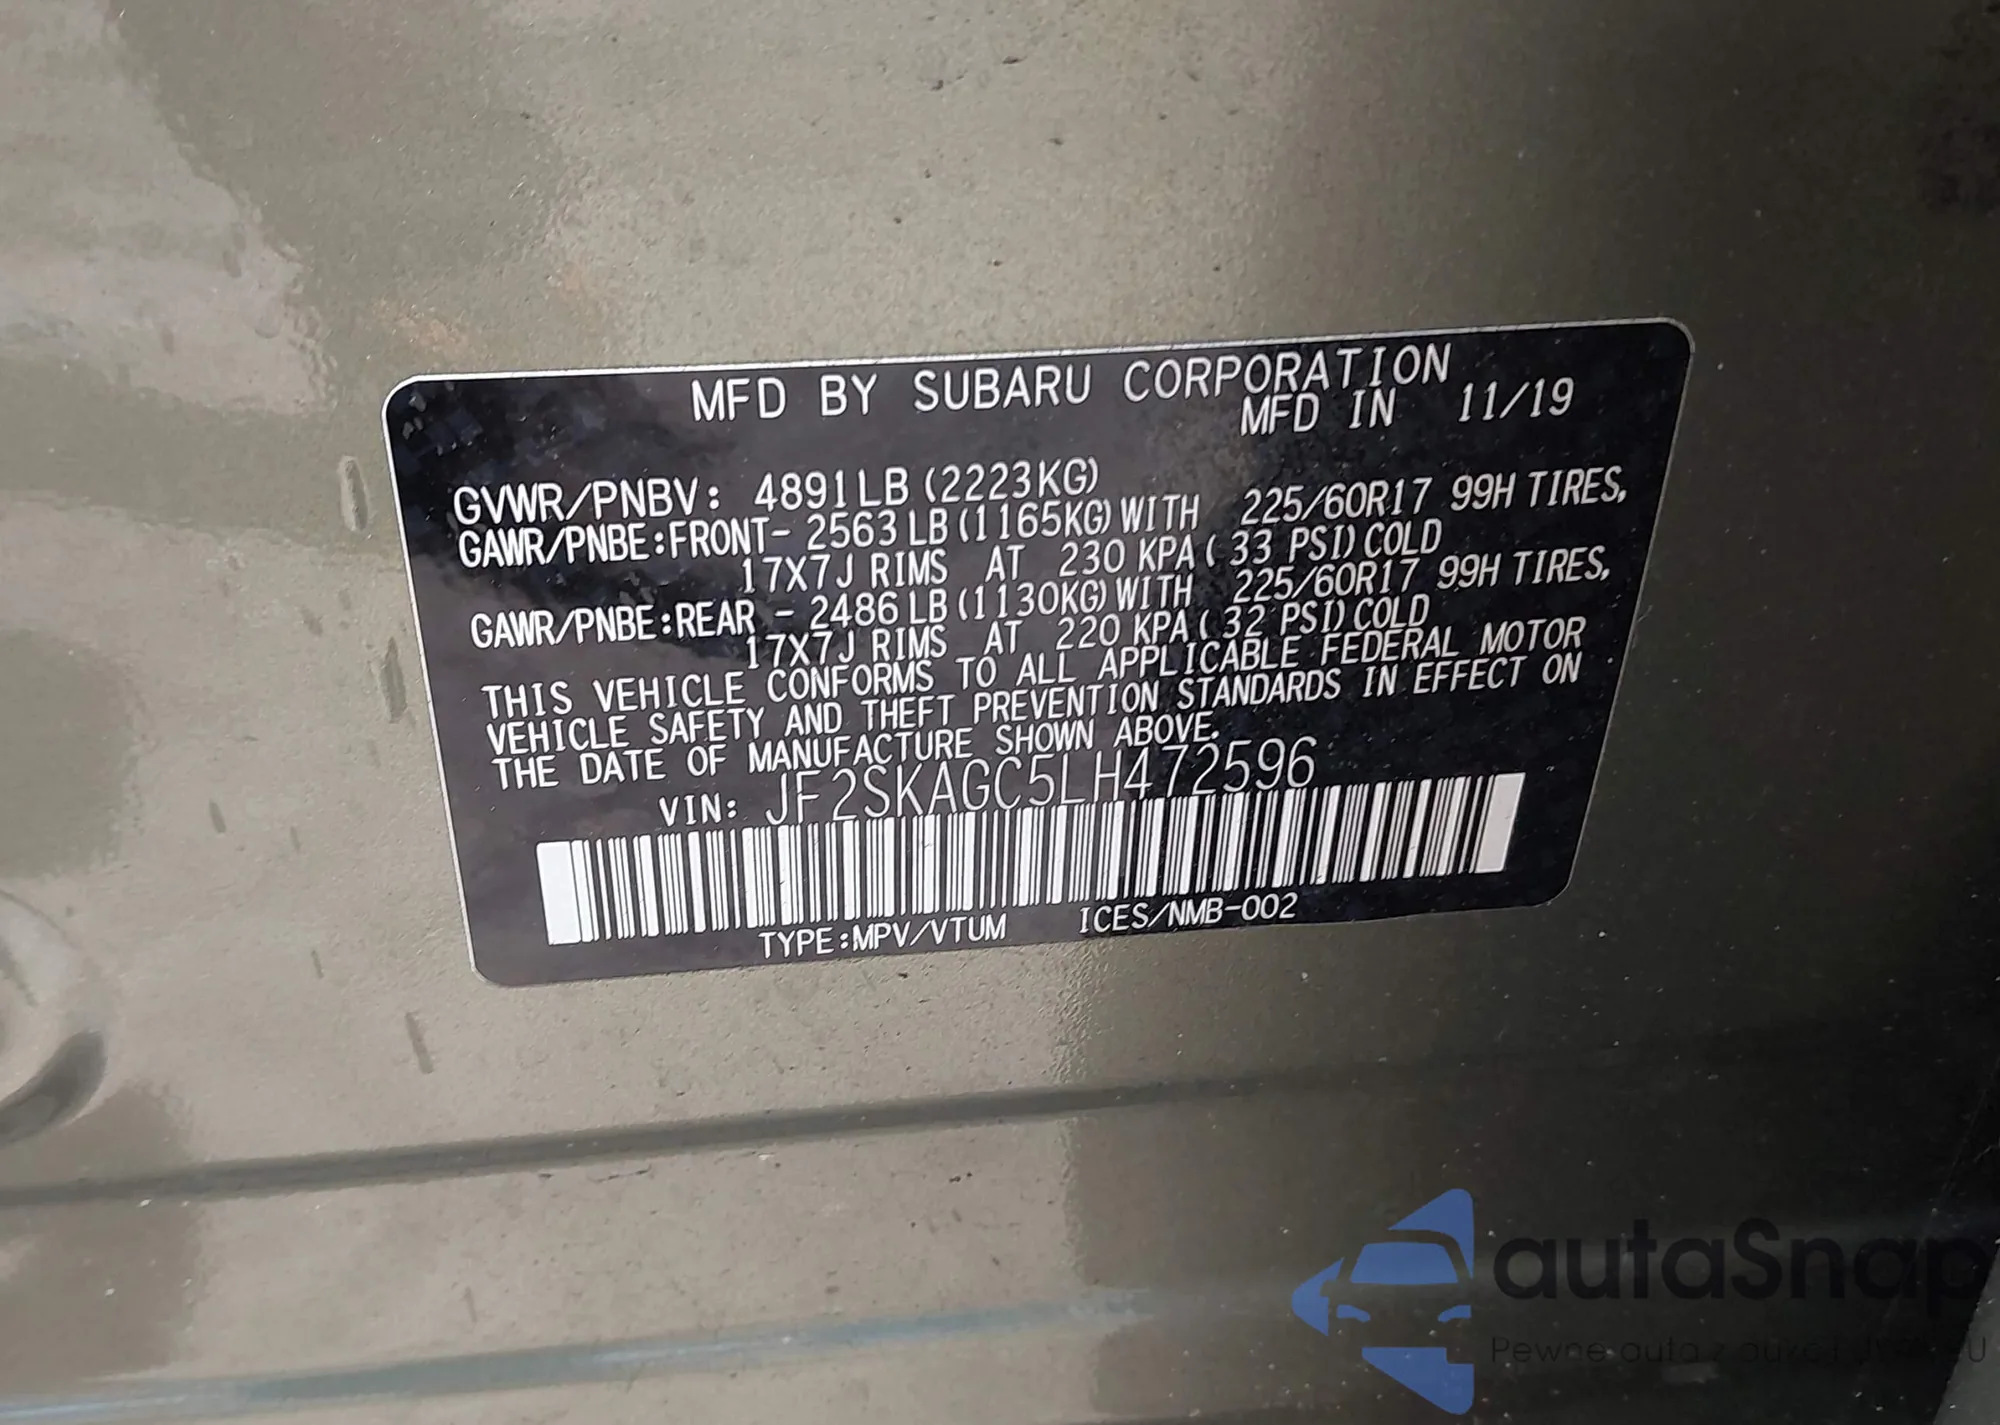 MFD BY SUBARU CORPORATION
MFD IN 11/19
GVWR/PNBV: 4891LB (2223KG)
GAWR/PNBE:FRONT- 2563 LB (1165KG) WITH 225/60R17 99H TIRES,
17X7J RIMS AT 230 KPA ( 33 PSI) COLD
GAWR/PNBE:REAR - 2486 LB (1130KG) WITH 225/60R17 99H TIRES,
17X7J RIMS AT 220 KPA ( 32 PSI) COLD
THIS VEHICLE CONFORMS TO ALL APPLICABLE FEDERAL MOTOR
VEHICLE SAFETY AND THEFT PREVENTION STANDARDS IN EFFECT ON
THE DATE OF MANUFACTURE SHOWN ABOVE.
VIN: JF2SKAGC5LH472596
TYPE:MPV/VTUM ICES/NMB-002
autaSnap
Pewne auta z aukcji